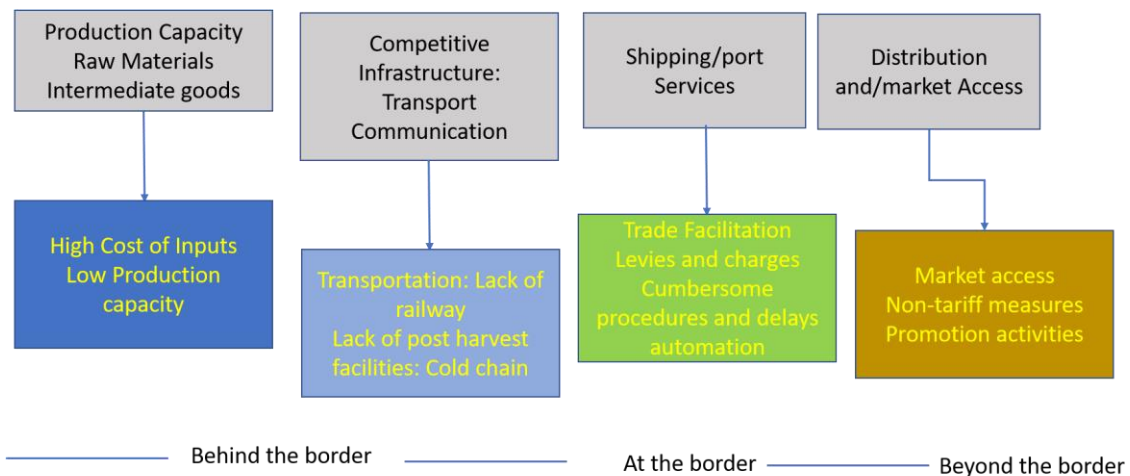 Production Capacity
Raw Materials
Intermediate goods
Competitive
Infrastructure:
Transport
Communication
Shipping/port
Services
Distribution
and/market Access
High Cost of Inputs
Low Production
capacity
Transportation: Lack of
railway
Lack of post harvest
facilities: Cold chain
Trade Facilitation
Levies and charges
Cumbersome
procedures and delays
automation
Market access
Non-tariff measures
Promotion activities
Behind the border
At the border
Beyond the border